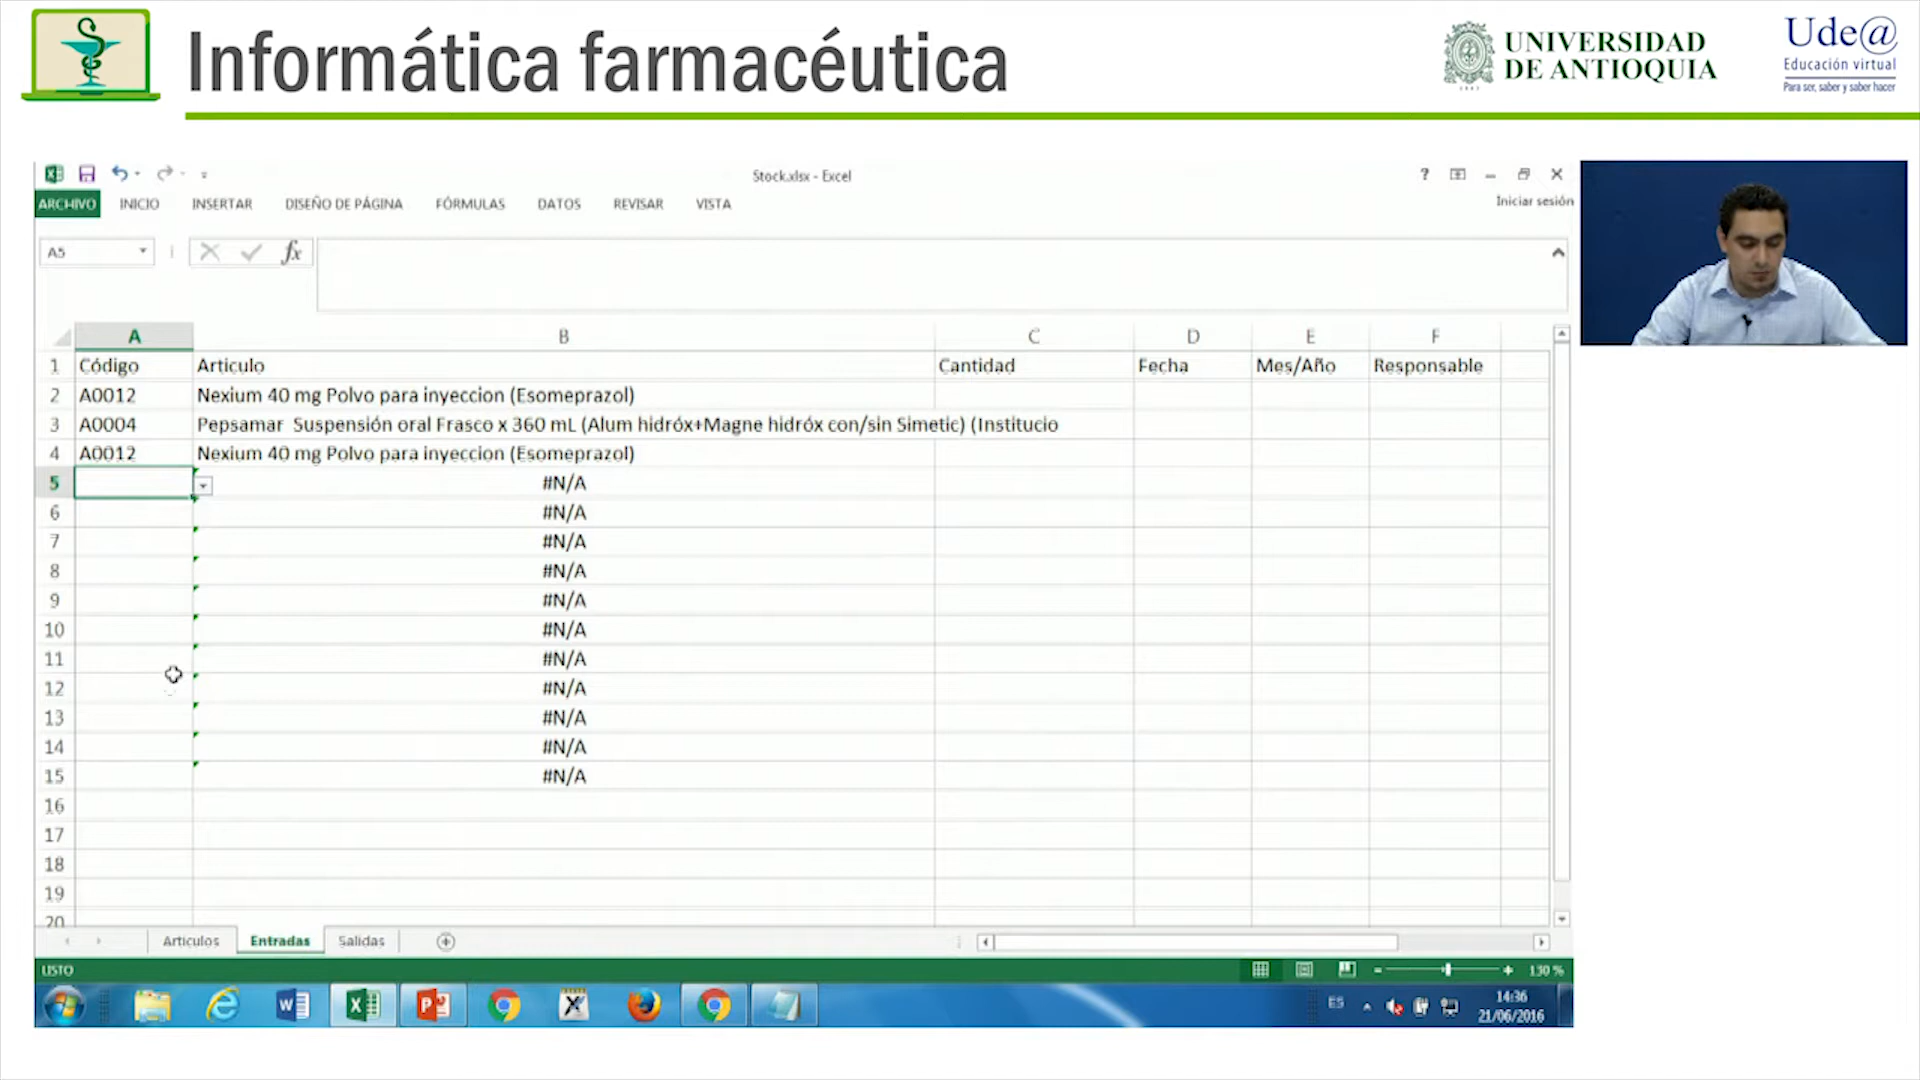 Informática farmacéutica
UNIVERSIDAD
DE ANTIOQUIA
1803
Ude@
Educación virtual
Para ser, saber y saber hacer
Stock.xlsx - Excel
?
ARCHIVO INICIO INSERTAR DISEÑO DE PÁGINA FÓRMULAS DATOS REVISAR VISTA
Iniciar sesión
A5
fx
A B C D E F
1 Código Articulo Cantidad Fecha Mes/Año Responsable
2 A0012 Nexium 40 mg Polvo para inyeccion (Esomeprazol)
3 A0004 Pepsamar Suspensión oral Frasco x 360 mL (Alum hidróx+Magne hidróx con/sin Simetic) (Institucio
4 A0012 Nexium 40 mg Polvo para inyeccion (Esomeprazol)
5 #N/A
6 #N/A
7 #N/A
8 #N/A
9 #N/A
10 #N/A
11 #N/A
12 #N/A
13 #N/A
14 #N/A
15 #N/A
16
17
18
19
20
Articulos Entradas Salidas
LISTO
130 %
ES
14:36
21/06/2016